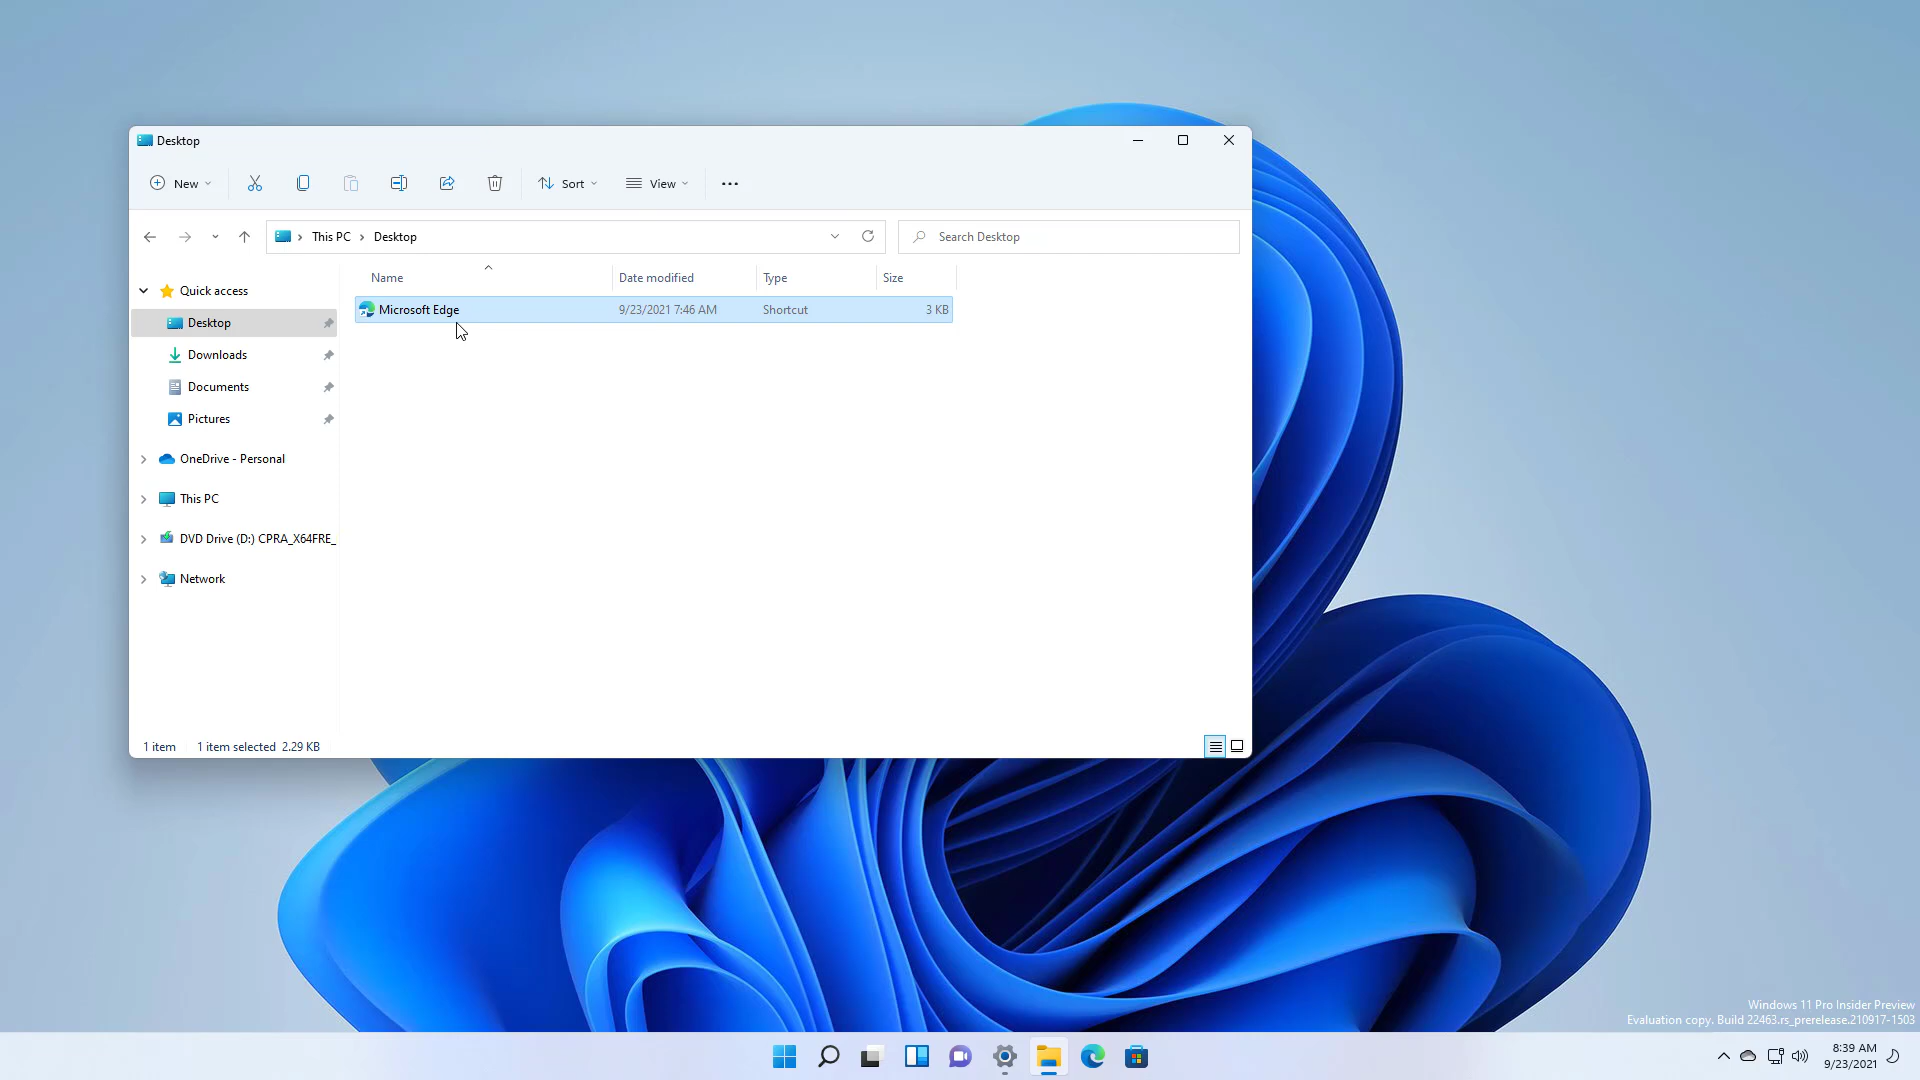 Desktop
New
Sort
View
This PC
Desktop
Search Desktop
Name
Date modified
Type
Size
Quick access
Microsoft Edge
9/23/2021 7:46 AM
Shortcut
3 KB
Desktop
Downloads
Documents
Pictures
OneDrive - Personal
This PC
DVD Drive (D:) CPRA_X64FRE_
Network
1 item
1 item selected 2.29 KB
Windows 11 Pro Insider Preview
Evaluation copy. Build 22463.rs_prerelease.210917-1503
8:39 AM
9/23/2021